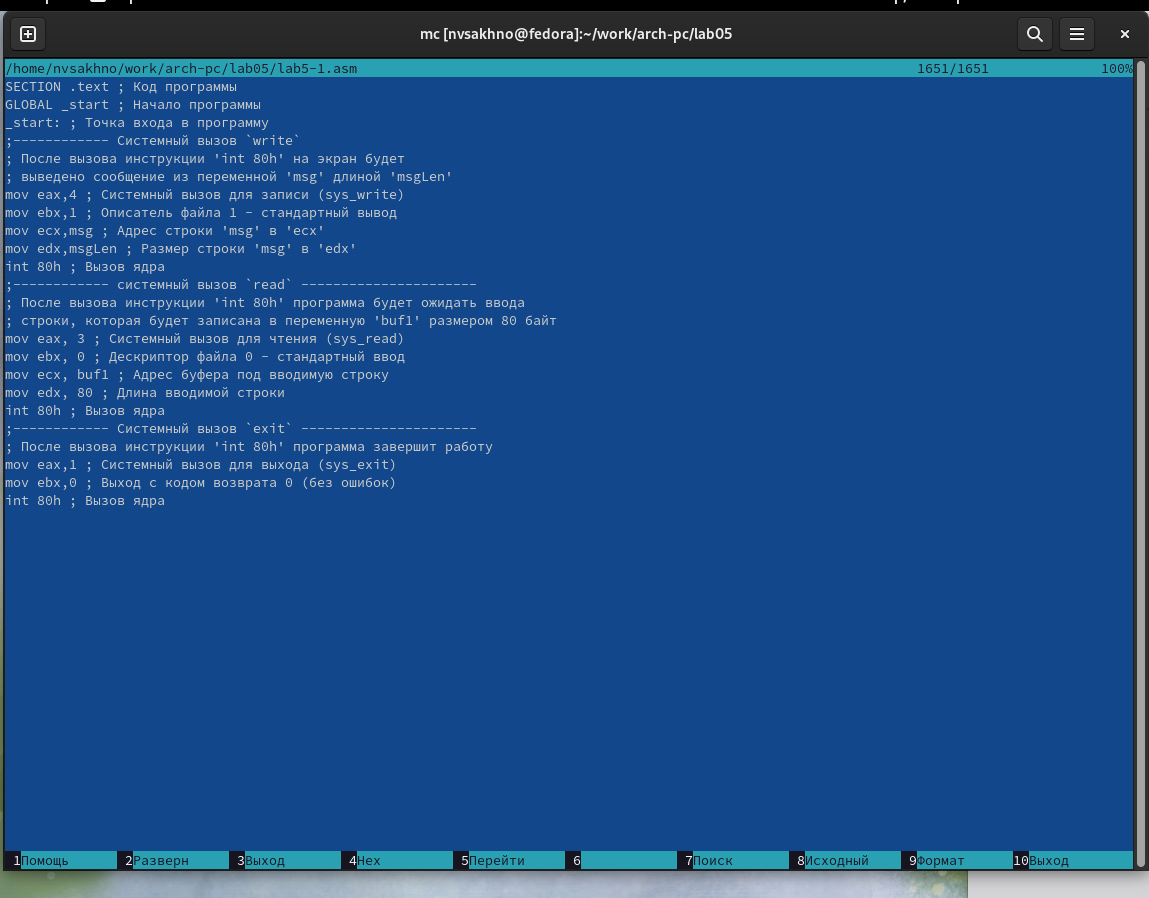 mc [nvsakhno@fedora]:~/work/arch-pc/lab05
/home/nvsakhno/work/arch-pc/lab05/lab5-1.asm 1651/1651 100%
SECTION .text ; Код программы
GLOBAL _start ; Начало программы
_start: ; Точка входа в программу
;------------ Системный вызов `write`
; После вызова инструкции 'int 80h' на экран будет
; выведено сообщение из переменной 'msg' длиной 'msgLen'
mov eax,4 ; Системный вызов для записи (sys_write)
mov ebx,1 ; Описатель файла 1 - стандартный вывод
mov ecx,msg ; Адрес строки 'msg' в 'ecx'
mov edx,msgLen ; Размер строки 'msg' в 'edx'
int 80h ; Вызов ядра
;------------ системный вызов `read` ----------------------
; После вызова инструкции 'int 80h' программа будет ожидать ввода
; строки, которая будет записана в переменную 'buf1' размером 80 байт
mov eax, 3 ; Системный вызов для чтения (sys_read)
mov ebx, 0 ; Дескриптор файла 0 - стандартный ввод
mov ecx, buf1 ; Адрес буфера под вводимую строку
mov edx, 80 ; Длина вводимой строки
int 80h ; Вызов ядра
;------------ Системный вызов `exit` ----------------------
; После вызова инструкции 'int 80h' программа завершит работу
mov eax,1 ; Системный вызов для выхода (sys_exit)
mov ebx,0 ; Выход с кодом возврата 0 (без ошибок)
int 80h ; Вызов ядра
1Помощь 2Разверн 3Выход 4Hex 5Перейти 6 7Поиск 8Исходный 9Формат 10Выход